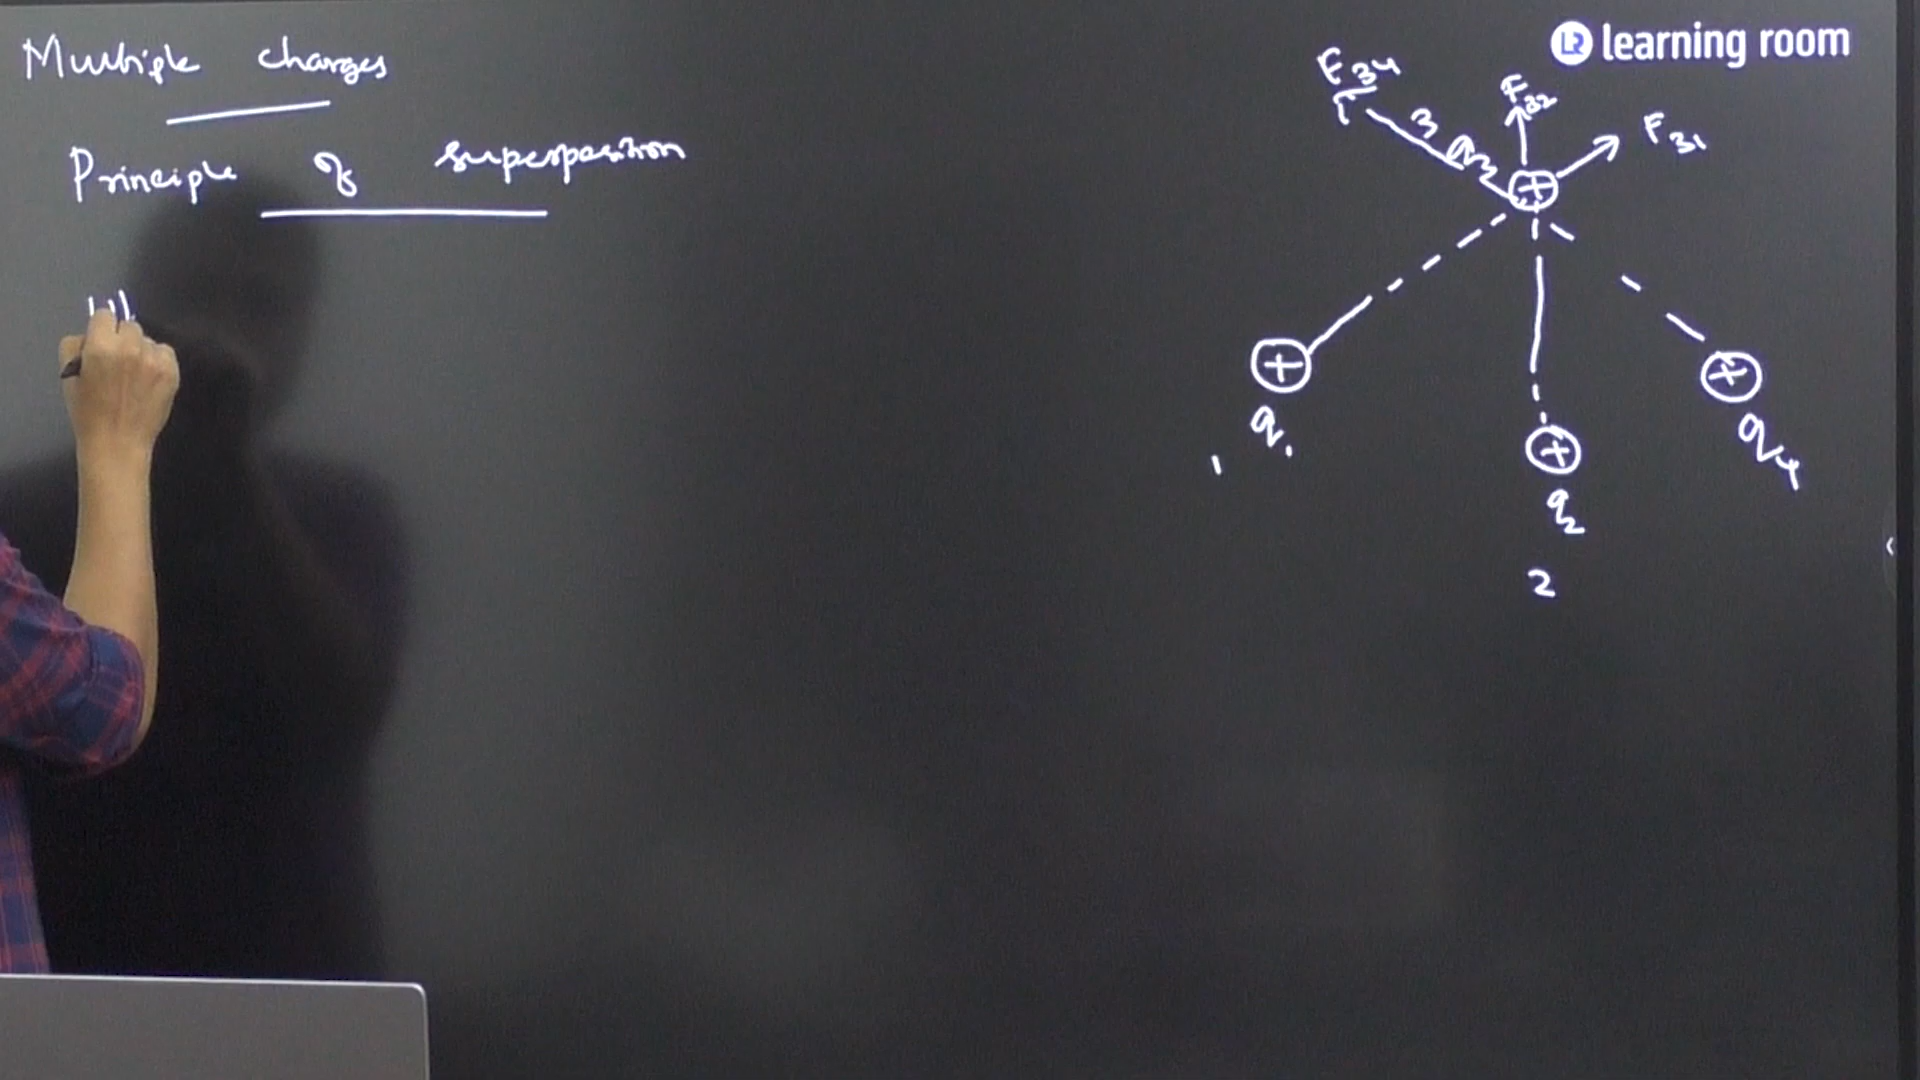 Multiple charges
Principle of superposition
learning room
F34
F32
F31
3
q3
q1
1
q2
2
q4